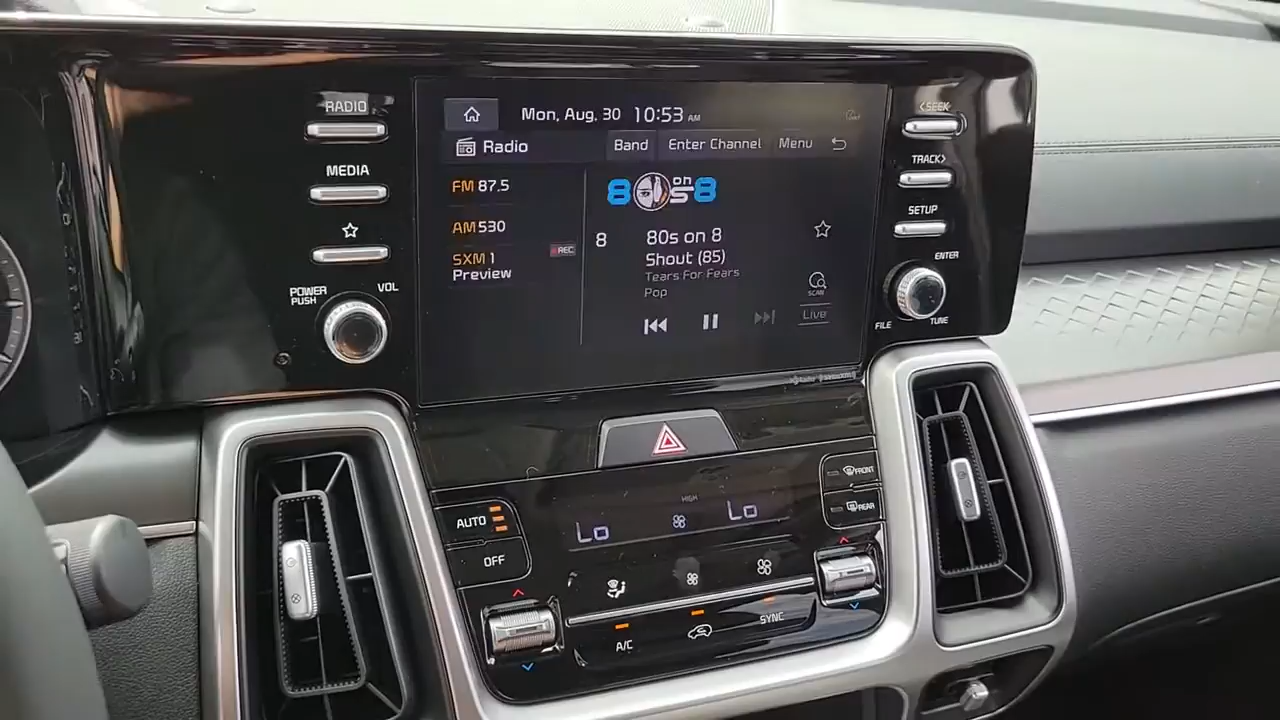 RADIO
MEDIA
POWER
PUSH
VOL
Mon, Aug, 30 10:53 AM
Radio
Band
Enter Channel
Menu
FM 87.5
AM 530
SXM 1
Preview
REC
80s on 8
8
80s on 8
Shout (85)
Tears For Fears
Pop
SCAN
Live
<SEEK
TRACK>
SETUP
ENTER
FILE
TUNE
AUTO
OFF
Lo
HIGH
Lo
FRONT
REAR
A/C
SYNC